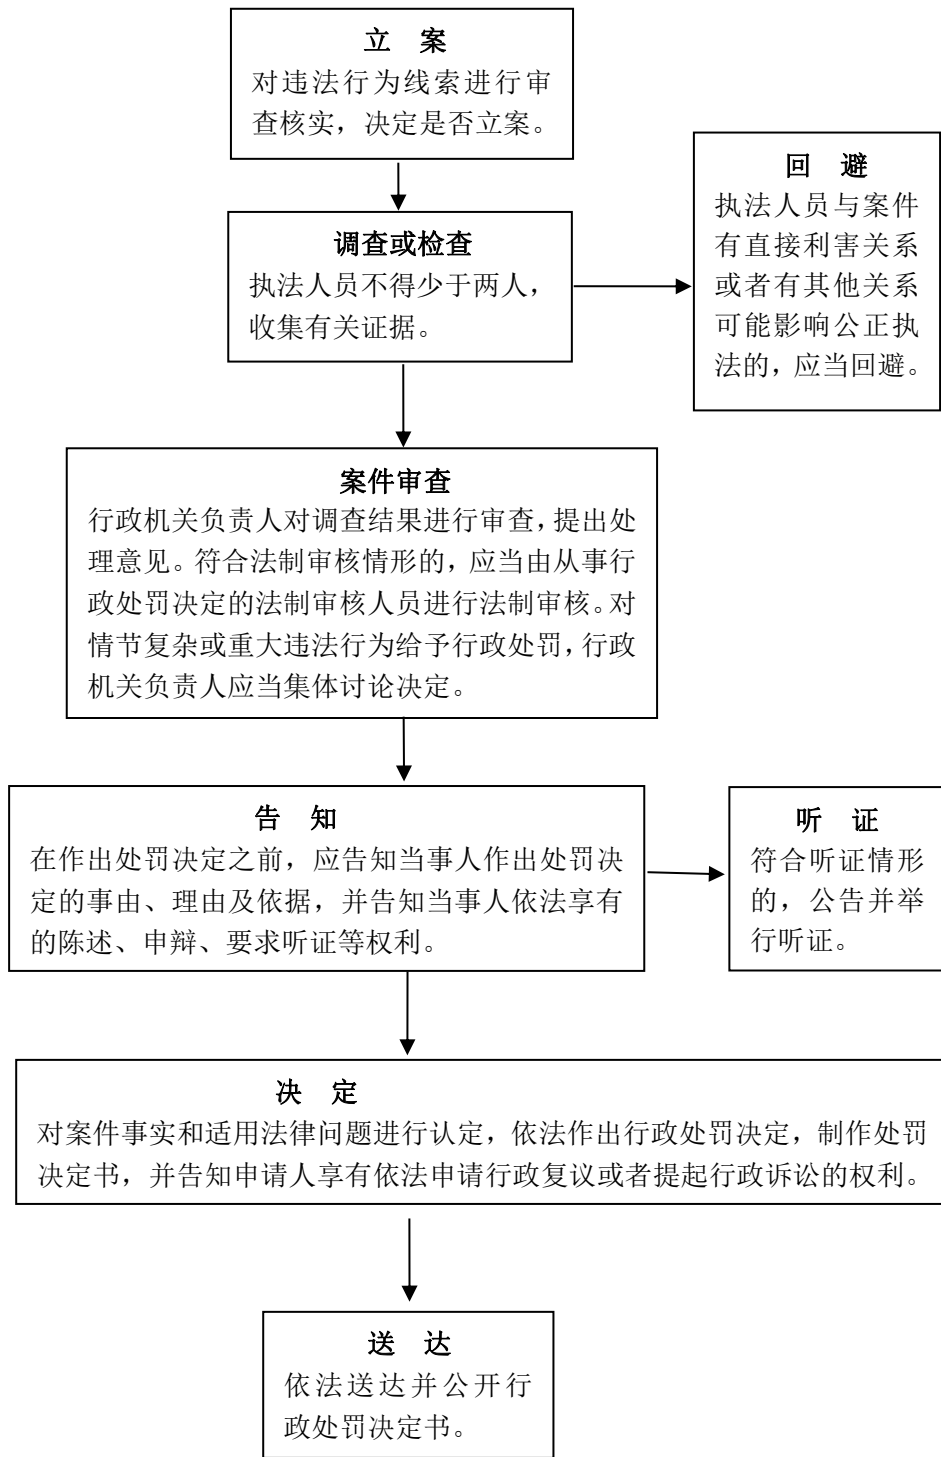 立 案
对违法行为线索进行审
查核实，决定是否立案。
回 避
执法人员与案件
有直接利害关系
或者有其他关系
可能影响公正执
法的，应当回避。
调查或检查
执法人员不得少于两人，
收集有关证据。
案件审查
行政机关负责人对调查结果进行审查，提出处
理意见。符合法制审核情形的，应当由从事行
政处罚决定的法制审核人员进行法制审核。对
情节复杂或重大违法行为给予行政处罚，行政
机关负责人应当集体讨论决定。
告 知
在作出处罚决定之前，应告知当事人作出处罚决
定的事由、理由及依据，并告知当事人依法享有
的陈述、申辩、要求听证等权利。
听 证
符合听证情形
的，公告并举
行听证。
决 定
对案件事实和适用法律问题进行认定，依法作出行政处罚决定，制作处罚
决定书，并告知申请人享有依法申请行政复议或者提起行政诉讼的权利。
送 达
依法送达并公开行
政处罚决定书。